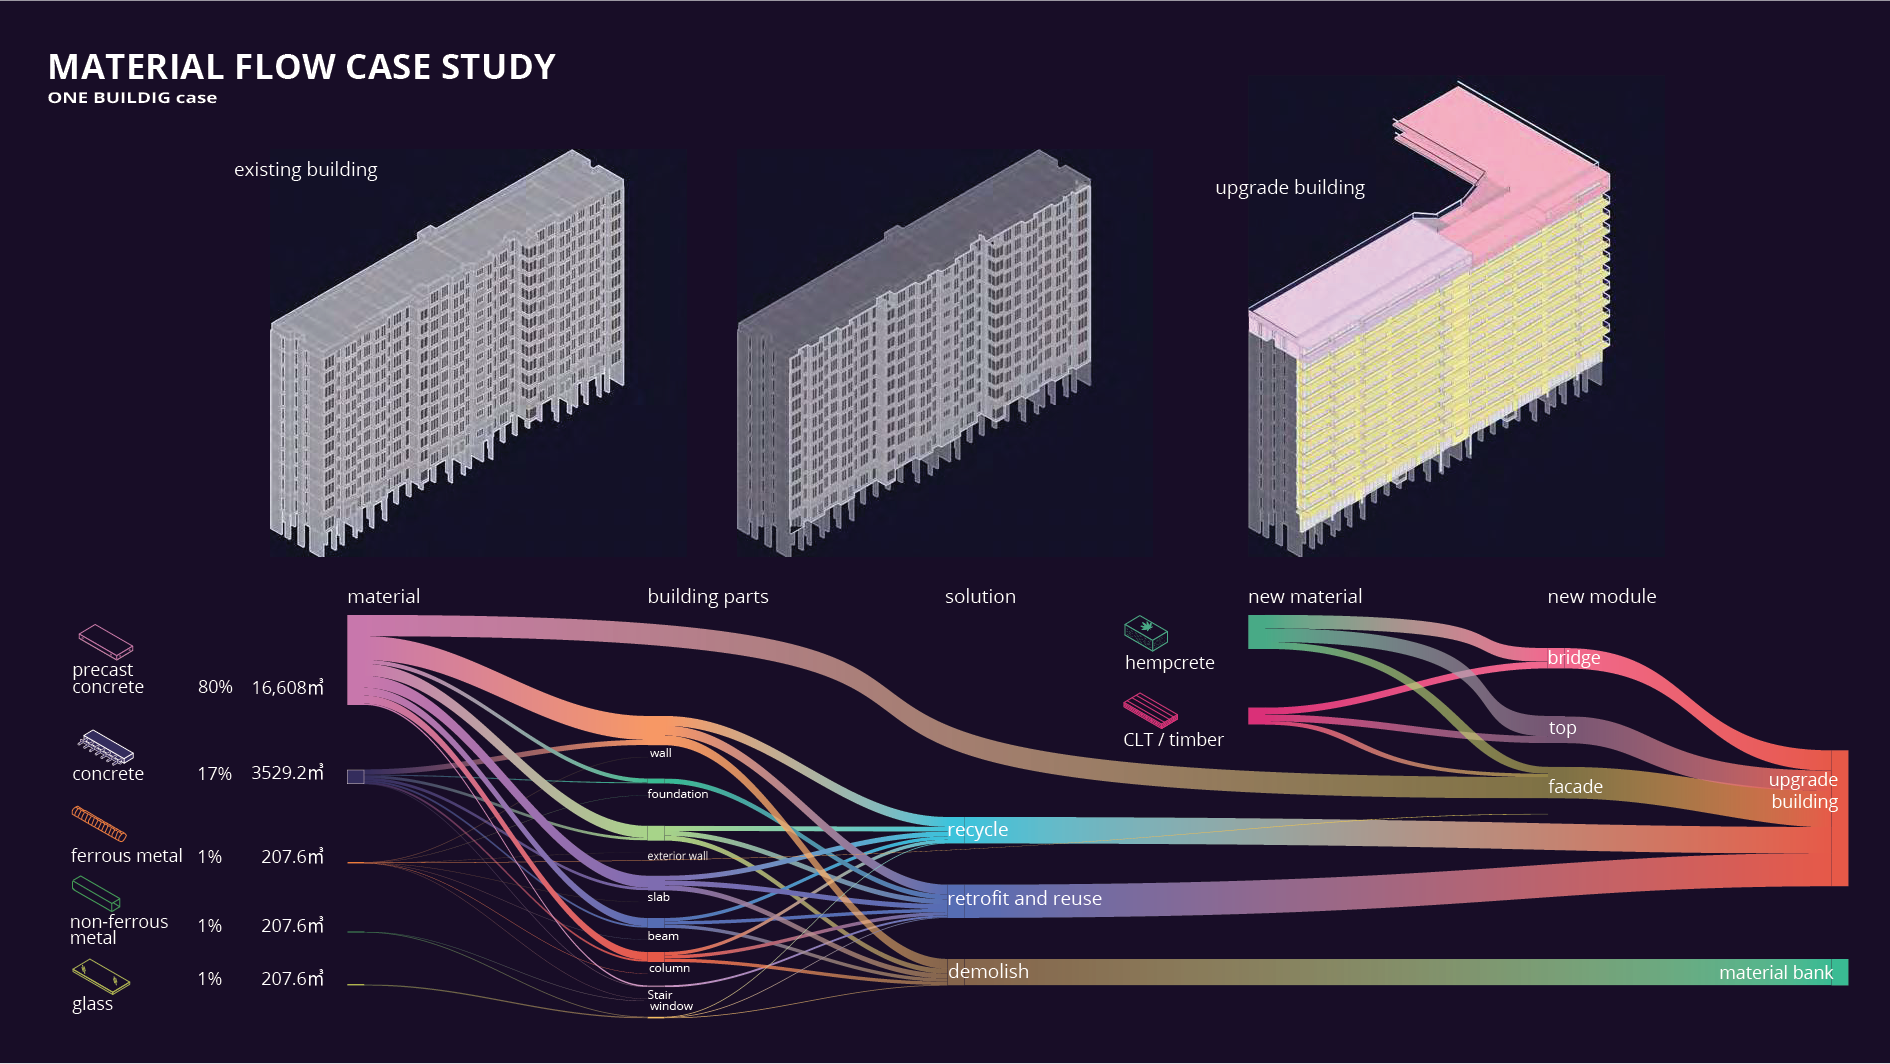 MATERIAL FLOW CASE STUDY
ONE BUILDIG case
existing building
upgrade building
material
building parts
solution
new material
new module
precast
concrete
80%
16,608㎥
concrete
17%
3529.2㎥
ferrous metal
1%
207.6㎥
non-ferrous
metal
1%
207.6㎥
glass
1%
207.6㎥
wall
foundation
exterior wall
slab
beam
column
Stair
window
recycle
retrofit and reuse
demolish
hempcrete
CLT / timber
bridge
top
facade
upgrade
building
material bank